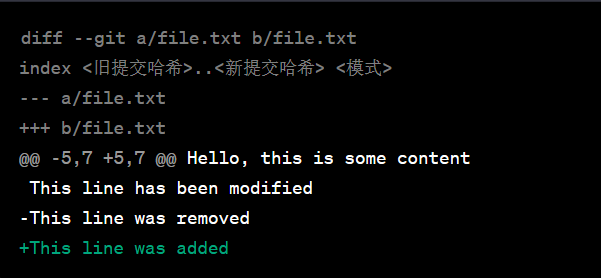 diff --git a/file.txt b/file.txt
index <旧提交哈希>..<新提交哈希> <模式>
--- a/file.txt
+++ b/file.txt
@@ -5,7 +5,7 @@ Hello, this is some content
 This line has been modified
-This line was removed
+This line was added